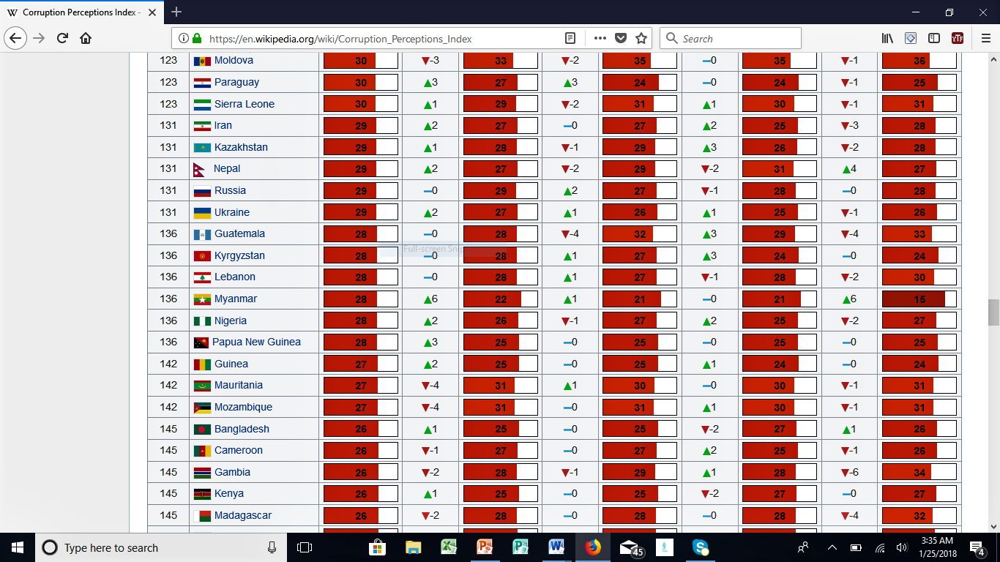 W Corruption Perceptions Index -
https://en.wikipedia.org/wiki/Corruption_Perceptions_Index
Search
YTF
123 Moldova 30 ▼-3 33 ▼-2 35 –0 35 ▼-1 36
123 Paraguay 30 ▲3 27 ▲3 24 –0 24 ▼-1 25
123 Sierra Leone 30 ▲1 29 ▼-2 31 ▲1 30 ▼-1 31
131 Iran 29 ▲2 27 –0 27 ▲2 25 ▼-3 28
131 Kazakhstan 29 ▲1 28 ▼-1 29 ▲3 26 ▼-2 28
131 Nepal 29 ▲2 27 ▼-2 29 ▼-2 31 ▲4 27
131 Russia 29 –0 29 ▲2 27 ▼-1 28 –0 28
131 Ukraine 29 ▲2 27 ▲1 26 ▲1 25 ▼-1 26
136 Guatemala 28 –0 28 ▼-4 32 ▲3 29 ▼-4 33
Full-screen Snip
136 Kyrgyzstan 28 –0 28 ▲1 27 ▲3 24 –0 24
136 Lebanon 28 –0 28 ▲1 27 ▼-1 28 ▼-2 30
136 Myanmar 28 ▲6 22 ▲1 21 –0 21 ▲6 15
136 Nigeria 28 ▲2 26 ▼-1 27 ▲2 25 ▼-2 27
136 Papua New Guinea 28 ▲3 25 –0 25 –0 25 –0 25
142 Guinea 27 ▲2 25 –0 25 ▲1 24 –0 24
142 Mauritania 27 ▼-4 31 ▲1 30 –0 30 ▼-1 31
142 Mozambique 27 ▼-4 31 –0 31 ▲1 30 ▼-1 31
145 Bangladesh 26 ▲1 25 –0 25 ▼-2 27 ▲1 26
145 Cameroon 26 ▼-1 27 –0 27 ▲2 25 ▼-1 26
145 Gambia 26 ▼-2 28 ▼-1 29 ▲1 28 ▼-6 34
145 Kenya 26 ▲1 25 –0 25 ▼-2 27 –0 27
145 Madagascar 26 ▼-2 28 –0 28 –0 28 ▼-4 32
Type here to search
45
3:35 AM
1/25/2018
4